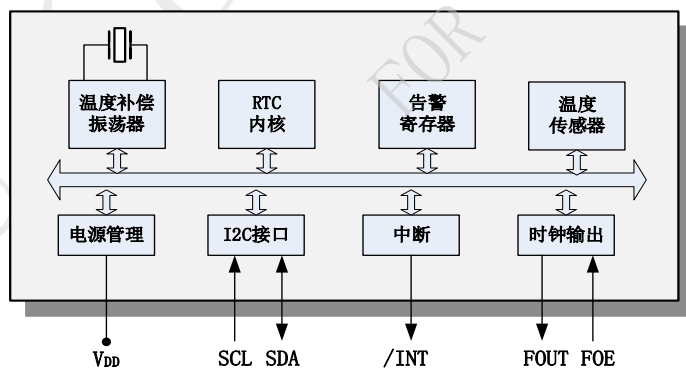 FOR
温度补偿
振荡器
RTC
内核
告警
寄存器
温度
传感器
电源管理
I2C接口
中断
时钟输出
VDD
SCL SDA
/INT
FOUT FOE